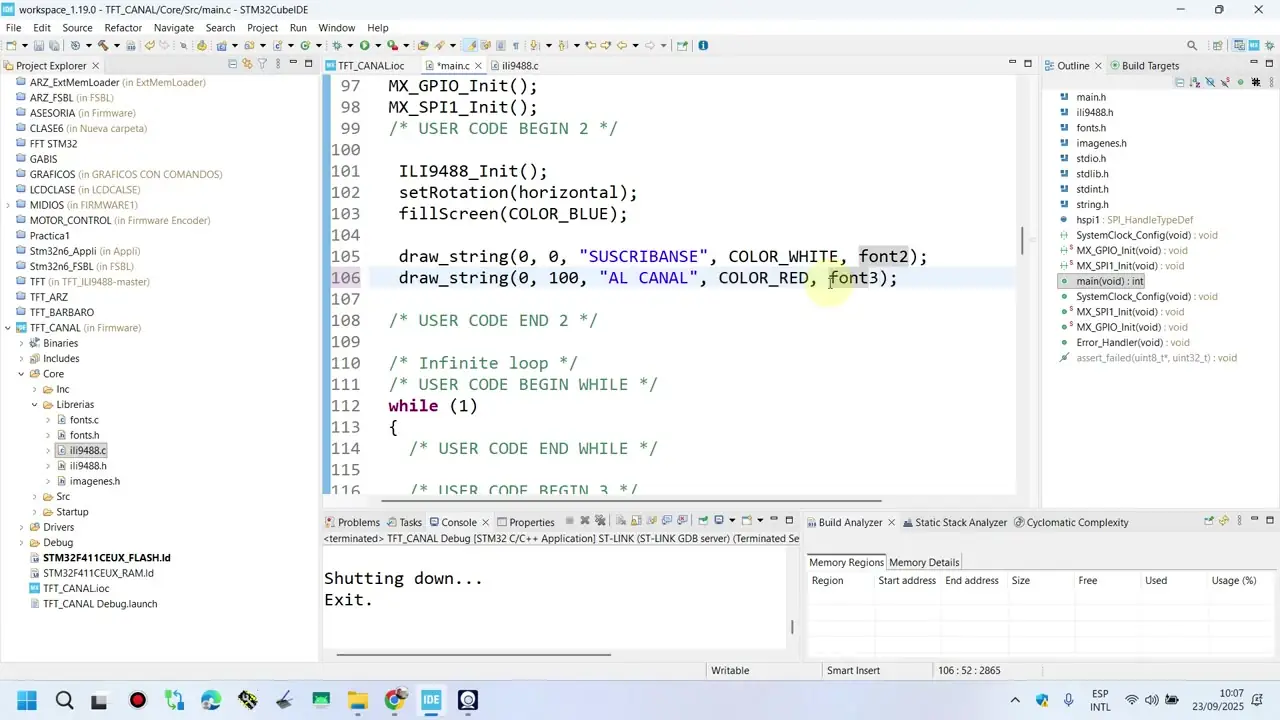 workspace_1.19.0 - TFT_CANAL/Core/Src/main.c - STM32CubeIDE
File Edit Source Refactor Navigate Search Project Run Window Help
Project Explorer
TFT_CANAL.ioc *main.c ili9488.c
Outline Build Targets
ARZ_ExtMemLoader (in ExtMemLoader)
ARZ_FSBL (in FSBL)
ASESORIA (in Firmware)
CLASE6 (in Nueva carpeta)
FFT STM32
GABIS
GRAFICOS (in GRAFICOS CON COMANDOS)
LCDCLASE (in LCDCALSE)
MIDIOS (in FIRMWARE1)
MOTOR_CONTROL (in Firmware Encoder)
Practica1
Stm32n6_Appli (in Appli)
Stm32n6_FSBL (in FSBL)
TFT (in TFT_ILI9488-master)
TFT_ARZ
TFT_BARBARO
TFT_CANAL (in Firmware)
Binaries
Includes
Core
Inc
Librerias
fonts.c
fonts.h
ili9488.c
ili9488.h
imagenes.h
Src
Startup
Drivers
Debug
STM32F411CEUX_FLASH.ld
STM32F411CEUX_RAM.ld
TFT_CANAL.ioc
TFT_CANAL Debug.launch
97 MX_GPIO_Init();
98 MX_SPI1_Init();
99 /* USER CODE BEGIN 2 */
100
101 ILI9488_Init();
102 setRotation(horizontal);
103 fillScreen(COLOR_BLUE);
104
105 draw_string(0, 0, "SUSCRIBANSE", COLOR_WHITE, font2);
106 draw_string(0, 100, "AL CANAL", COLOR_RED, font3);
107
108 /* USER CODE END 2 */
109
110 /* Infinite loop */
111 /* USER CODE BEGIN WHILE */
112 while (1)
113 {
114 /* USER CODE END WHILE */
115
116 /* USER CODE BEGIN 3 */
main.h
ili9488.h
fonts.h
imagenes.h
stdio.h
stdlib.h
stdint.h
string.h
hspi1 : SPI_HandleTypeDef
SystemClock_Config(void) : void
MX_GPIO_Init(void) : void
MX_SPI1_Init(void) : void
main(void) : int
SystemClock_Config(void) : void
MX_SPI1_Init(void) : void
MX_GPIO_Init(void) : void
Error_Handler(void) : void
assert_failed(uint8_t*, uint32_t) : void
Problems Tasks Console Properties
<terminated> TFT_CANAL Debug [STM32 C/C++ Application] ST-LINK (ST-LINK GDB server) (Terminated Se
Shutting down...
Exit.
Build Analyzer Static Stack Analyzer Cyclomatic Complexity
Memory Regions Memory Details
Region Start address End address Size Free Used Usage (%)
Writable Smart Insert 106 : 52 : 2865
IDE
ESP
INTL
10:07
23/09/2025